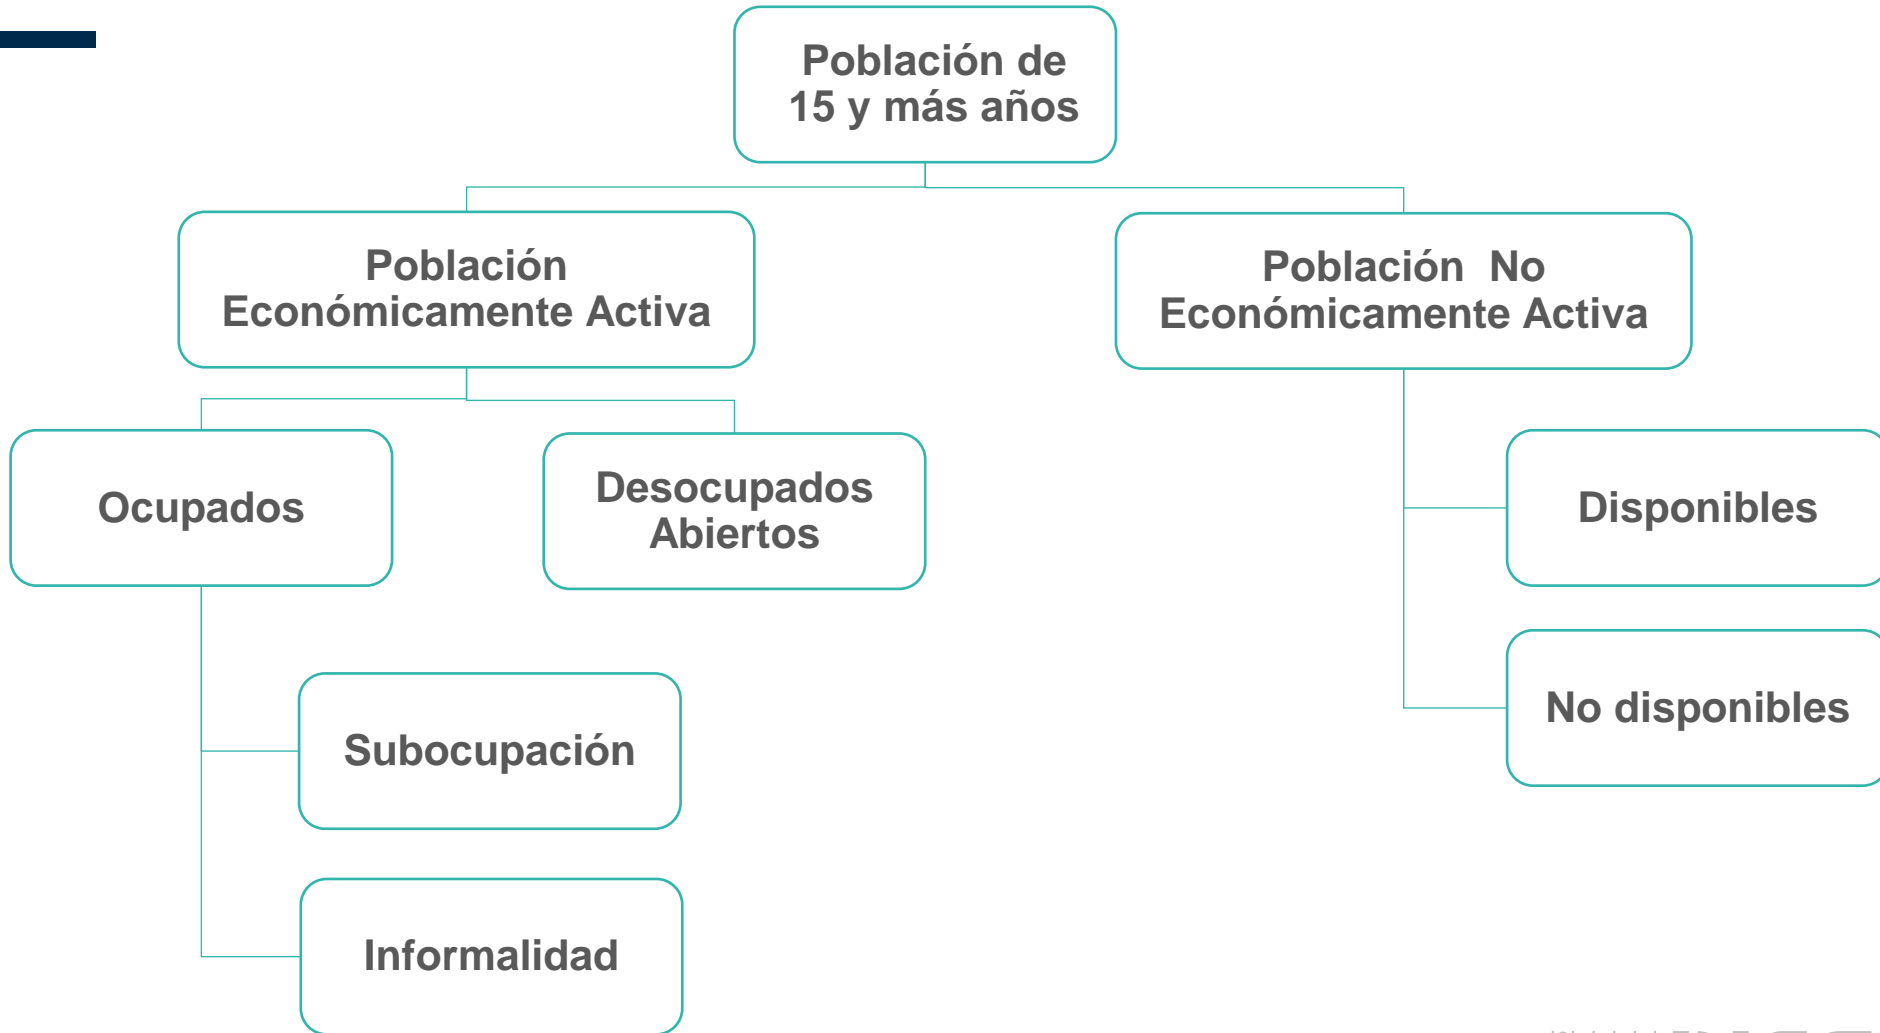 Población de
15 y más años
Población
Económicamente Activa
Población No
Económicamente Activa
Ocupados
Desocupados
Abiertos
Disponibles
No disponibles
Subocupación
Informalidad